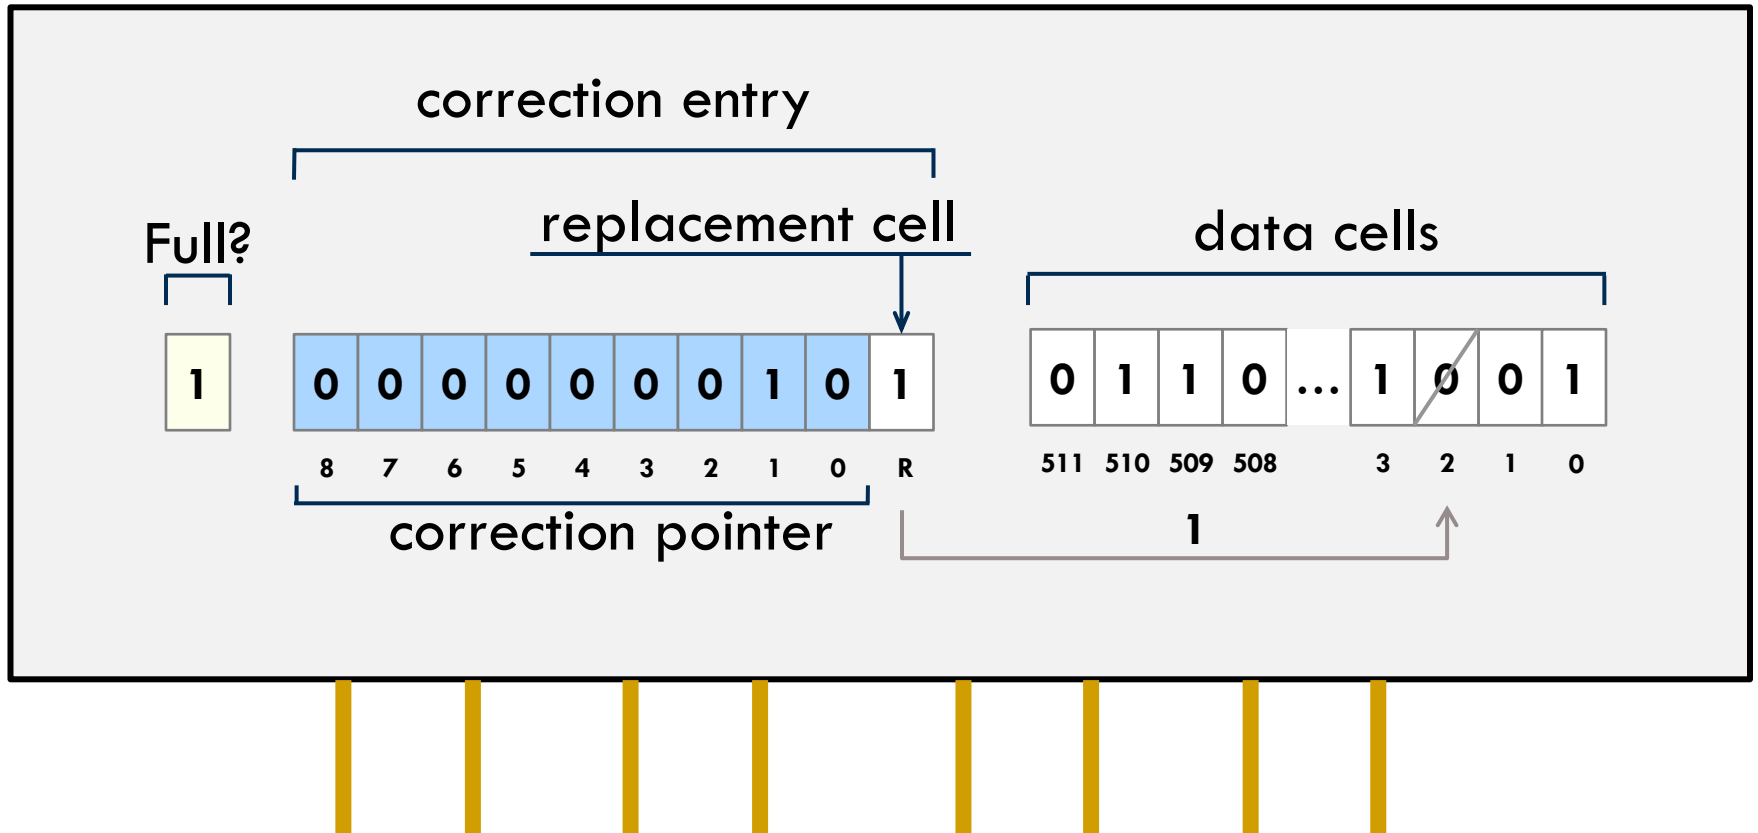 correction entry
Full? replacement cell data cells
1 0 0 0 0 0 0 0 1 0 1 0 1 1 0 ... 1 0 0 1
8 7 6 5 4 3 2 1 0 R 511 510 509 508 3 2 1 0
correction pointer 1